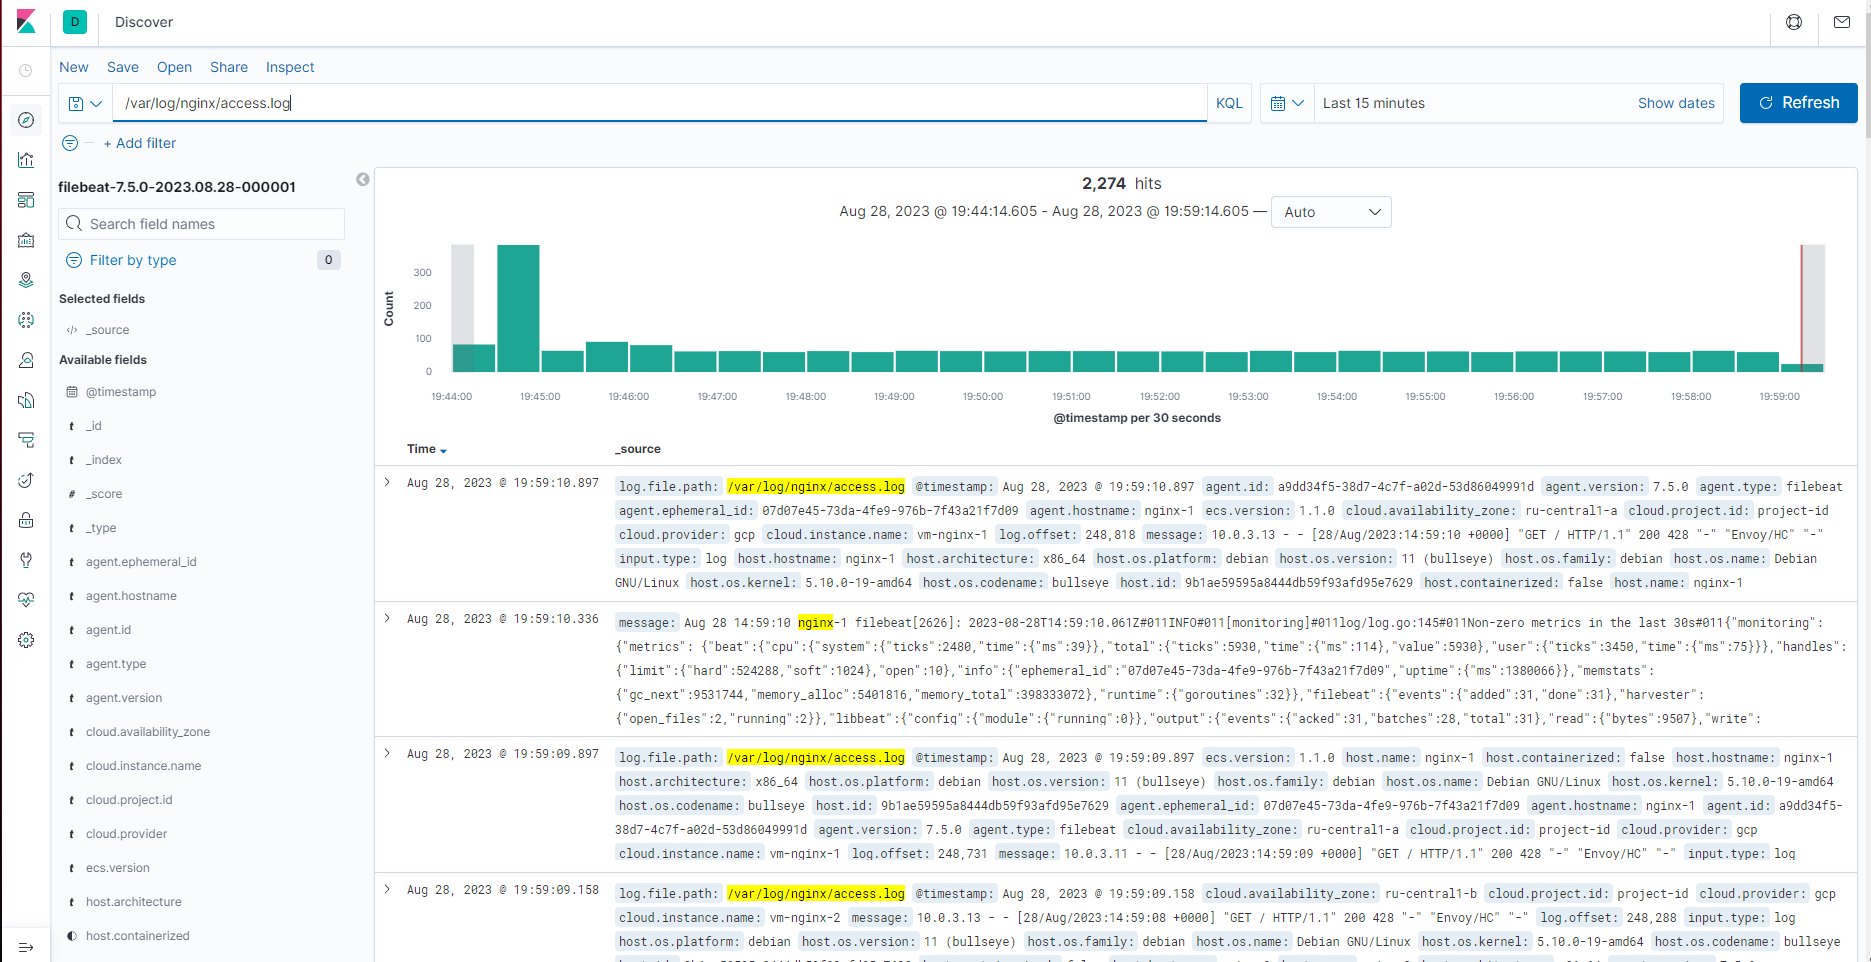 D Discover
New Save Open Share Inspect
/var/log/nginx/access.log KQL Last 15 minutes Show dates Refresh
+ Add filter
filebeat-7.5.0-2023.08.28-000001
Search field names
Filter by type 0
Selected fields
_source
Available fields
@timestamp
t _id
t _index
# _score
t _type
t agent.ephemeral_id
t agent.hostname
t agent.id
t agent.type
t agent.version
t cloud.availability_zone
t cloud.instance.name
t cloud.project.id
t cloud.provider
t ecs.version
t host.architecture
host.containerized
2,274 hits
Aug 28, 2023 @ 19:44:14.605 - Aug 28, 2023 @ 19:59:14.605 — Auto
Count
300
200
100
0
19:44:00 19:45:00 19:46:00 19:47:00 19:48:00 19:49:00 19:50:00 19:51:00 19:52:00 19:53:00 19:54:00 19:55:00 19:56:00 19:57:00 19:58:00 19:59:00
@timestamp per 30 seconds
Time _source
Aug 28, 2023 @ 19:59:10.897 log.file.path: /var/log/nginx/access.log @timestamp: Aug 28, 2023 @ 19:59:10.897 agent.id: a9dd34f5-38d7-4c7f-a02d-53d86049991d agent.version: 7.5.0 agent.type: filebeat
agent.ephemeral_id: 07d07e45-73da-4fe9-976b-7f43a21f7d09 agent.hostname: nginx-1 ecs.version: 1.1.0 cloud.availability_zone: ru-central1-a cloud.project.id: project-id
cloud.provider: gcp cloud.instance.name: vm-nginx-1 log.offset: 248,818 message: 10.0.3.13 - - [28/Aug/2023:14:59:10 +0000] "GET / HTTP/1.1" 200 428 "-" "Envoy/HC" "-"
input.type: log host.hostname: nginx-1 host.architecture: x86_64 host.os.platform: debian host.os.version: 11 (bullseye) host.os.family: debian host.os.name: Debian
GNU/Linux host.os.kernel: 5.10.0-19-amd64 host.os.codename: bullseye host.id: 9b1ae59595a8444db59f93afd95e7629 host.containerized: false host.name: nginx-1
Aug 28, 2023 @ 19:59:10.336 message: Aug 28 14:59:10 nginx-1 filebeat[2626]: 2023-08-28T14:59:10.061Z#011INFO#011[monitoring]#011log/log.go:145#011Non-zero metrics in the last 30s#011{"monitoring":
{"metrics": {"beat":{"cpu":{"system":{"ticks":2480,"time":{"ms":39}},"total":{"ticks":5930,"time":{"ms":114},"value":5930},"user":{"ticks":3450,"time":{"ms":75}}},"handles":
{"limit":{"hard":524288,"soft":1024},"open":10},"info":{"ephemeral_id":"07d07e45-73da-4fe9-976b-7f43a21f7d09","uptime":{"ms":1380066}},"memstats":
{"gc_next":9531744,"memory_alloc":5401816,"memory_total":398333072},"runtime":{"goroutines":32}},"filebeat":{"events":{"added":31,"done":31},"harvester":
{"open_files":2,"running":2}},"libbeat":{"config":{"module":{"running":0}},"output":{"events":{"acked":31,"batches":28,"total":31},"read":{"bytes":9507},"write":
Aug 28, 2023 @ 19:59:09.897 log.file.path: /var/log/nginx/access.log @timestamp: Aug 28, 2023 @ 19:59:09.897 ecs.version: 1.1.0 host.name: nginx-1 host.containerized: false host.hostname: nginx-1
host.architecture: x86_64 host.os.platform: debian host.os.version: 11 (bullseye) host.os.family: debian host.os.name: Debian GNU/Linux host.os.kernel: 5.10.0-19-amd64
host.os.codename: bullseye host.id: 9b1ae59595a8444db59f93afd95e7629 agent.ephemeral_id: 07d07e45-73da-4fe9-976b-7f43a21f7d09 agent.hostname: nginx-1 agent.id: a9dd34f5-
38d7-4c7f-a02d-53d86049991d agent.version: 7.5.0 agent.type: filebeat cloud.availability_zone: ru-central1-a cloud.project.id: project-id cloud.provider: gcp
cloud.instance.name: vm-nginx-1 log.offset: 248,731 message: 10.0.3.11 - - [28/Aug/2023:14:59:09 +0000] "GET / HTTP/1.1" 200 428 "-" "Envoy/HC" "-" input.type: log
Aug 28, 2023 @ 19:59:09.158 log.file.path: /var/log/nginx/access.log @timestamp: Aug 28, 2023 @ 19:59:09.158 cloud.availability_zone: ru-central1-b cloud.project.id: project-id cloud.provider: gcp
cloud.instance.name: vm-nginx-2 message: 10.0.3.13 - - [28/Aug/2023:14:59:08 +0000] "GET / HTTP/1.1" 200 428 "-" "Envoy/HC" "-" log.offset: 248,288 input.type: log
host.os.platform: debian host.os.version: 11 (bullseye) host.os.family: debian host.os.name: Debian GNU/Linux host.os.kernel: 5.10.0-19-amd64 host.os.codename: bullseye